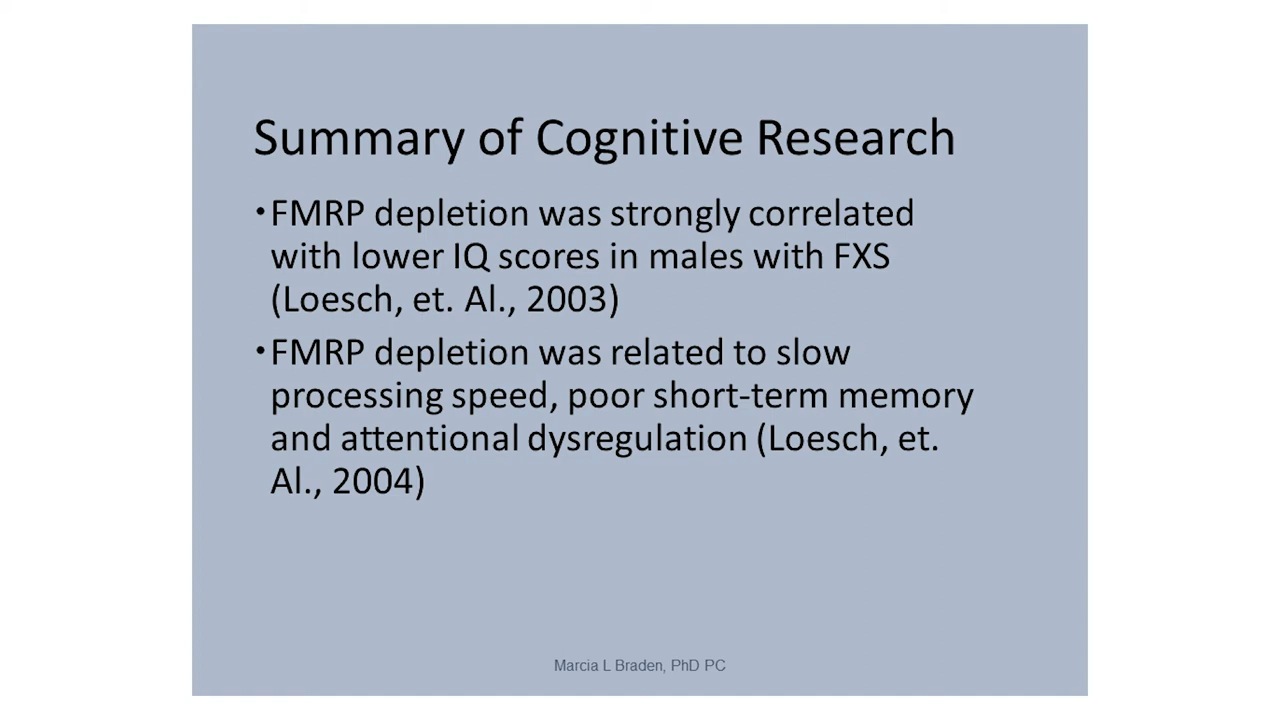 Summary of Cognitive Research
•FMRP depletion was strongly correlated
with lower IQ scores in males with FXS
(Loesch, et. Al., 2003)
•FMRP depletion was related to slow
processing speed, poor short-term memory
and attentional dysregulation (Loesch, et.
Al., 2004)
Marcia L Braden, PhD PC